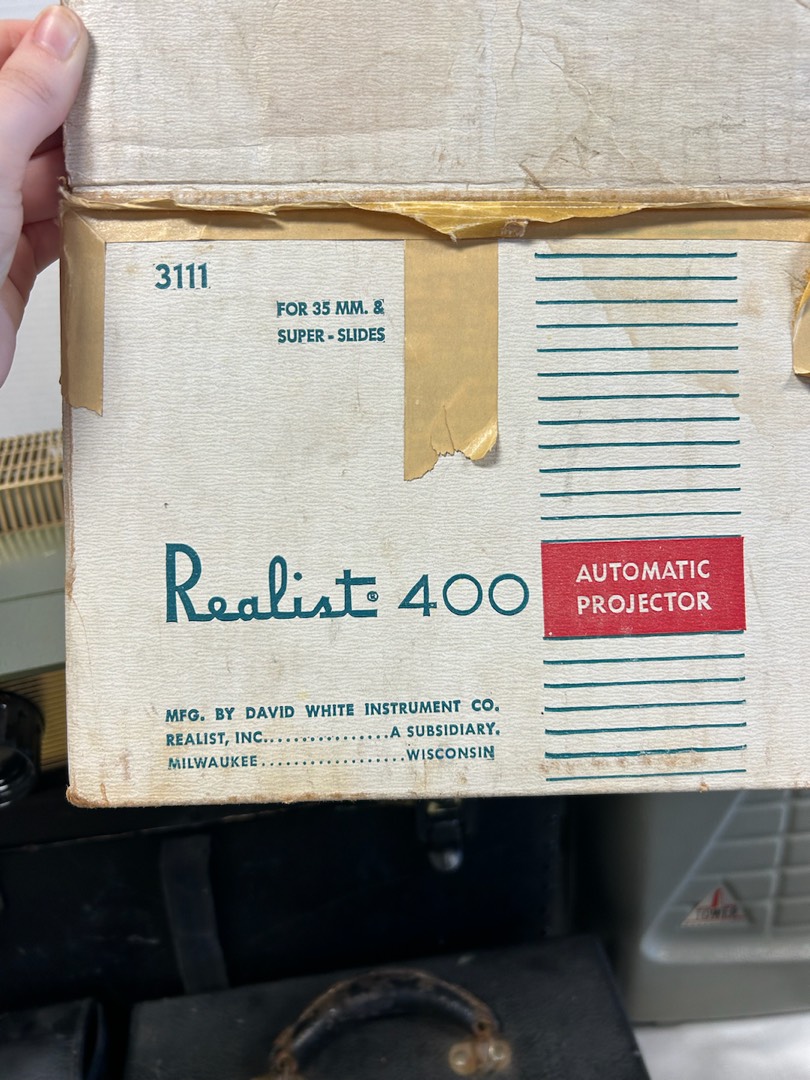 3111
FOR 35 MM. &
SUPER - SLIDES
Realist® 400
AUTOMATIC
PROJECTOR
MFG. BY DAVID WHITE INSTRUMENT CO.
REALIST, INC................A SUBSIDIARY.
MILWAUKEE...................WISCONSIN
TOWER